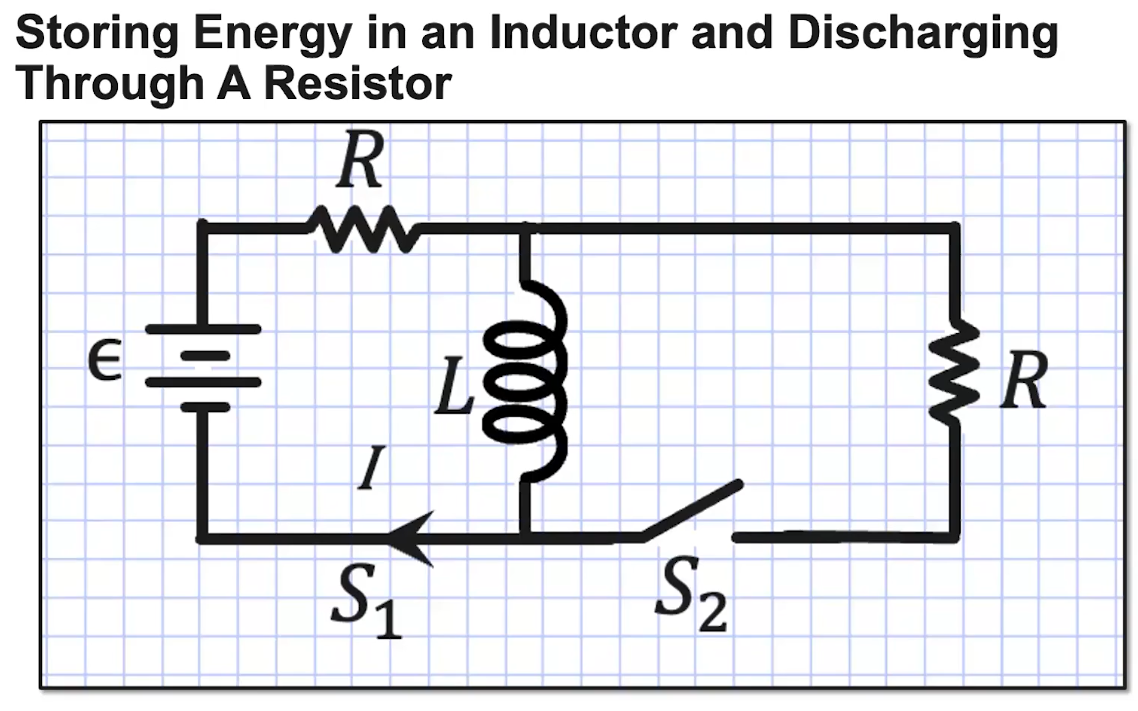 Storing Energy in an Inductor and Discharging
Through A Resistor
R
ϵ
L
R
I
S₁
S₂